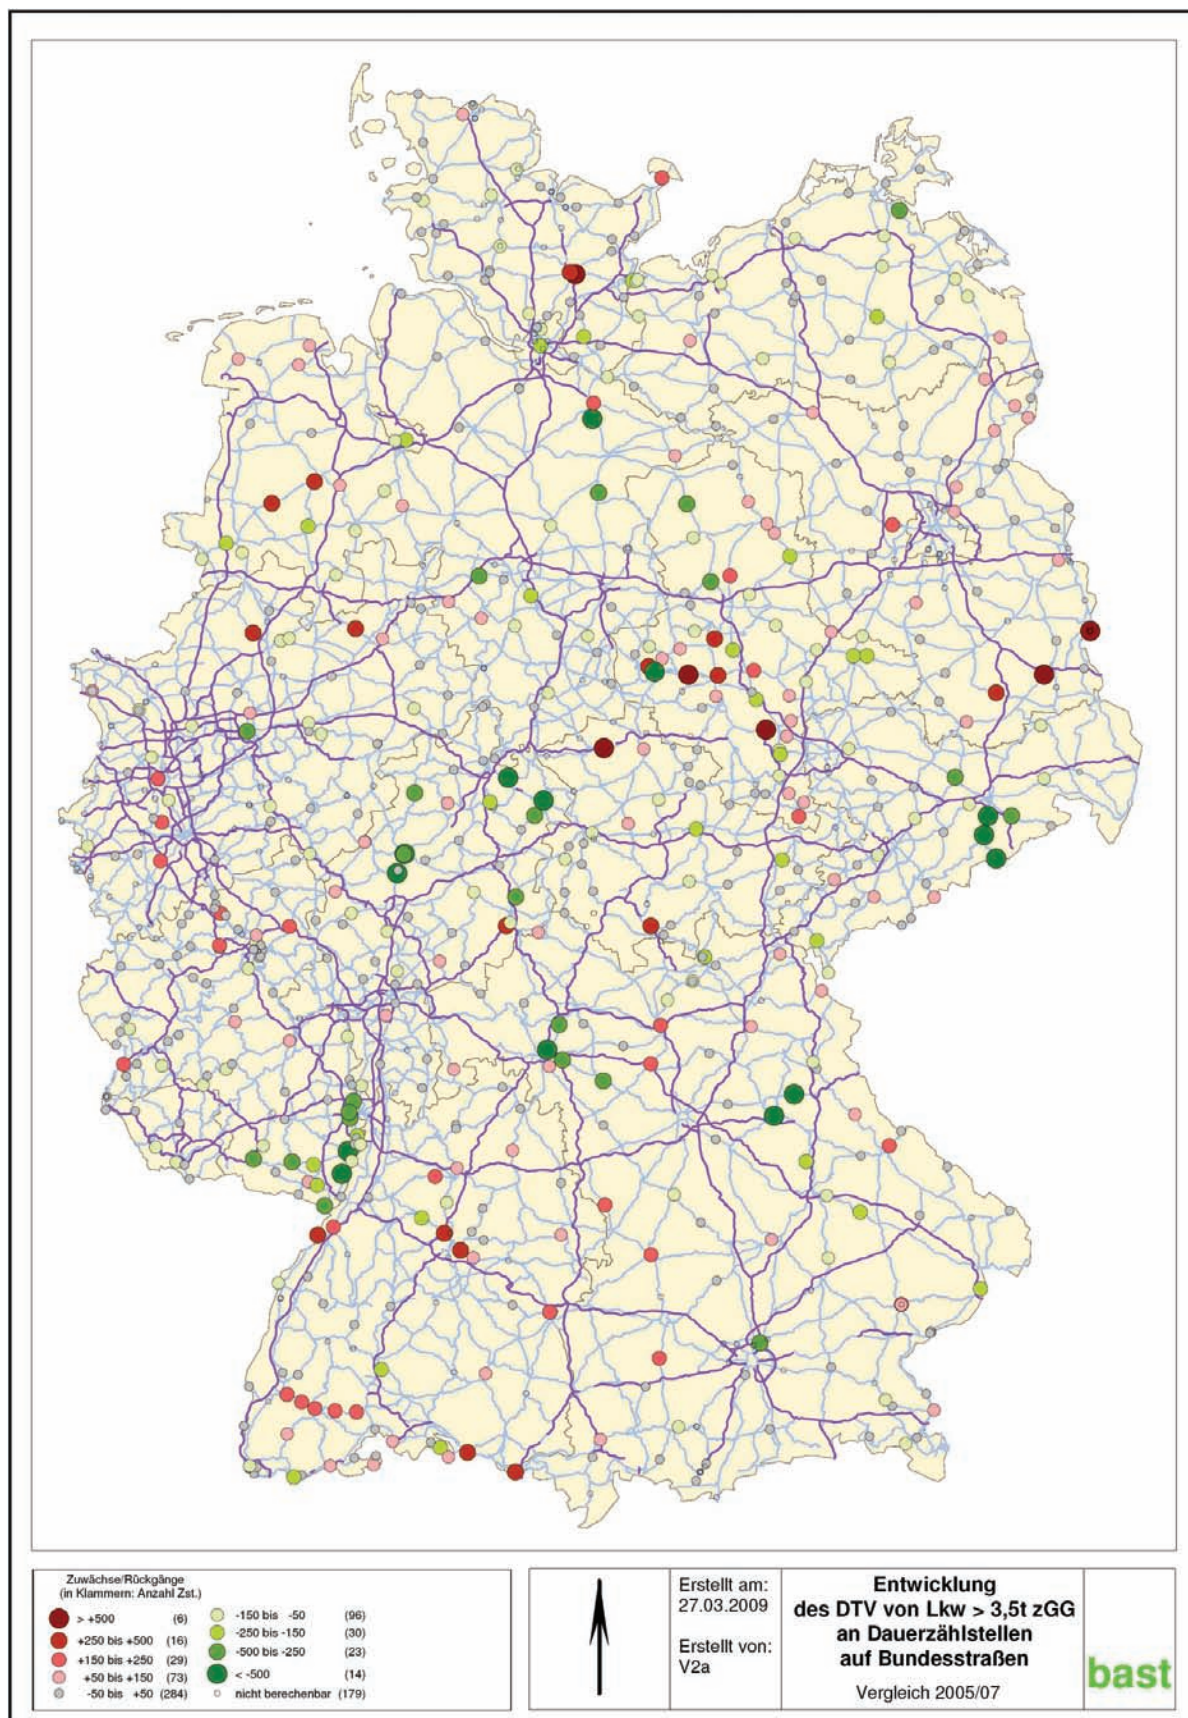 Zuwächse/Rückgänge
(in Klammern: Anzahl Zst.)
> +500 (6)
+250 bis +500 (16)
+150 bis +250 (29)
+50 bis +150 (73)
-50 bis +50 (284)
-150 bis -50 (96)
-250 bis -150 (30)
-500 bis -250 (23)
< -500 (14)
nicht berechenbar (179)
Erstellt am:
27.03.2009
Erstellt von:
V2a
Entwicklung
des DTV von Lkw > 3,5t zGG
an Dauerzählstellen
auf Bundesstraßen
Vergleich 2005/07
bast